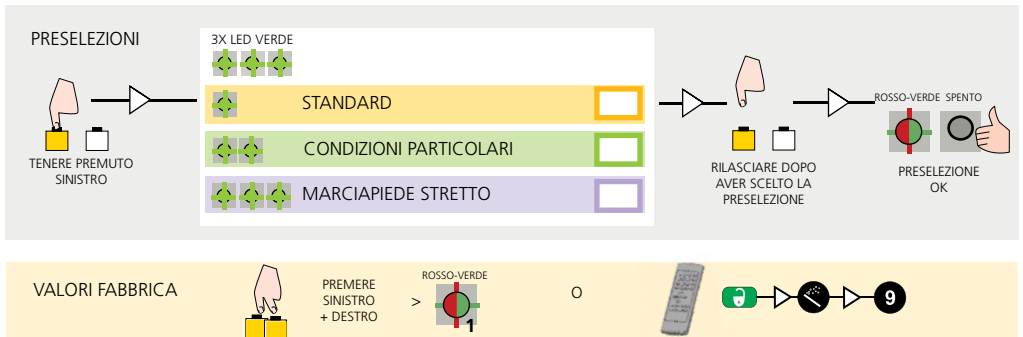 PRESELEZIONI
3X LED VERDE
STANDARD
CONDIZIONI PARTICOLARI
MARCIAPIEDE STRETTO
TENERE PREMUTO
SINISTRO
RILASCIARE DOPO
AVER SCELTO LA
PRESELEZIONE
ROSSO-VERDE SPENTO
PRESELEZIONE
OK
VALORI FABBRICA
PREMERE
SINISTRO
+ DESTRO
>
ROSSO-VERDE
1
O
9